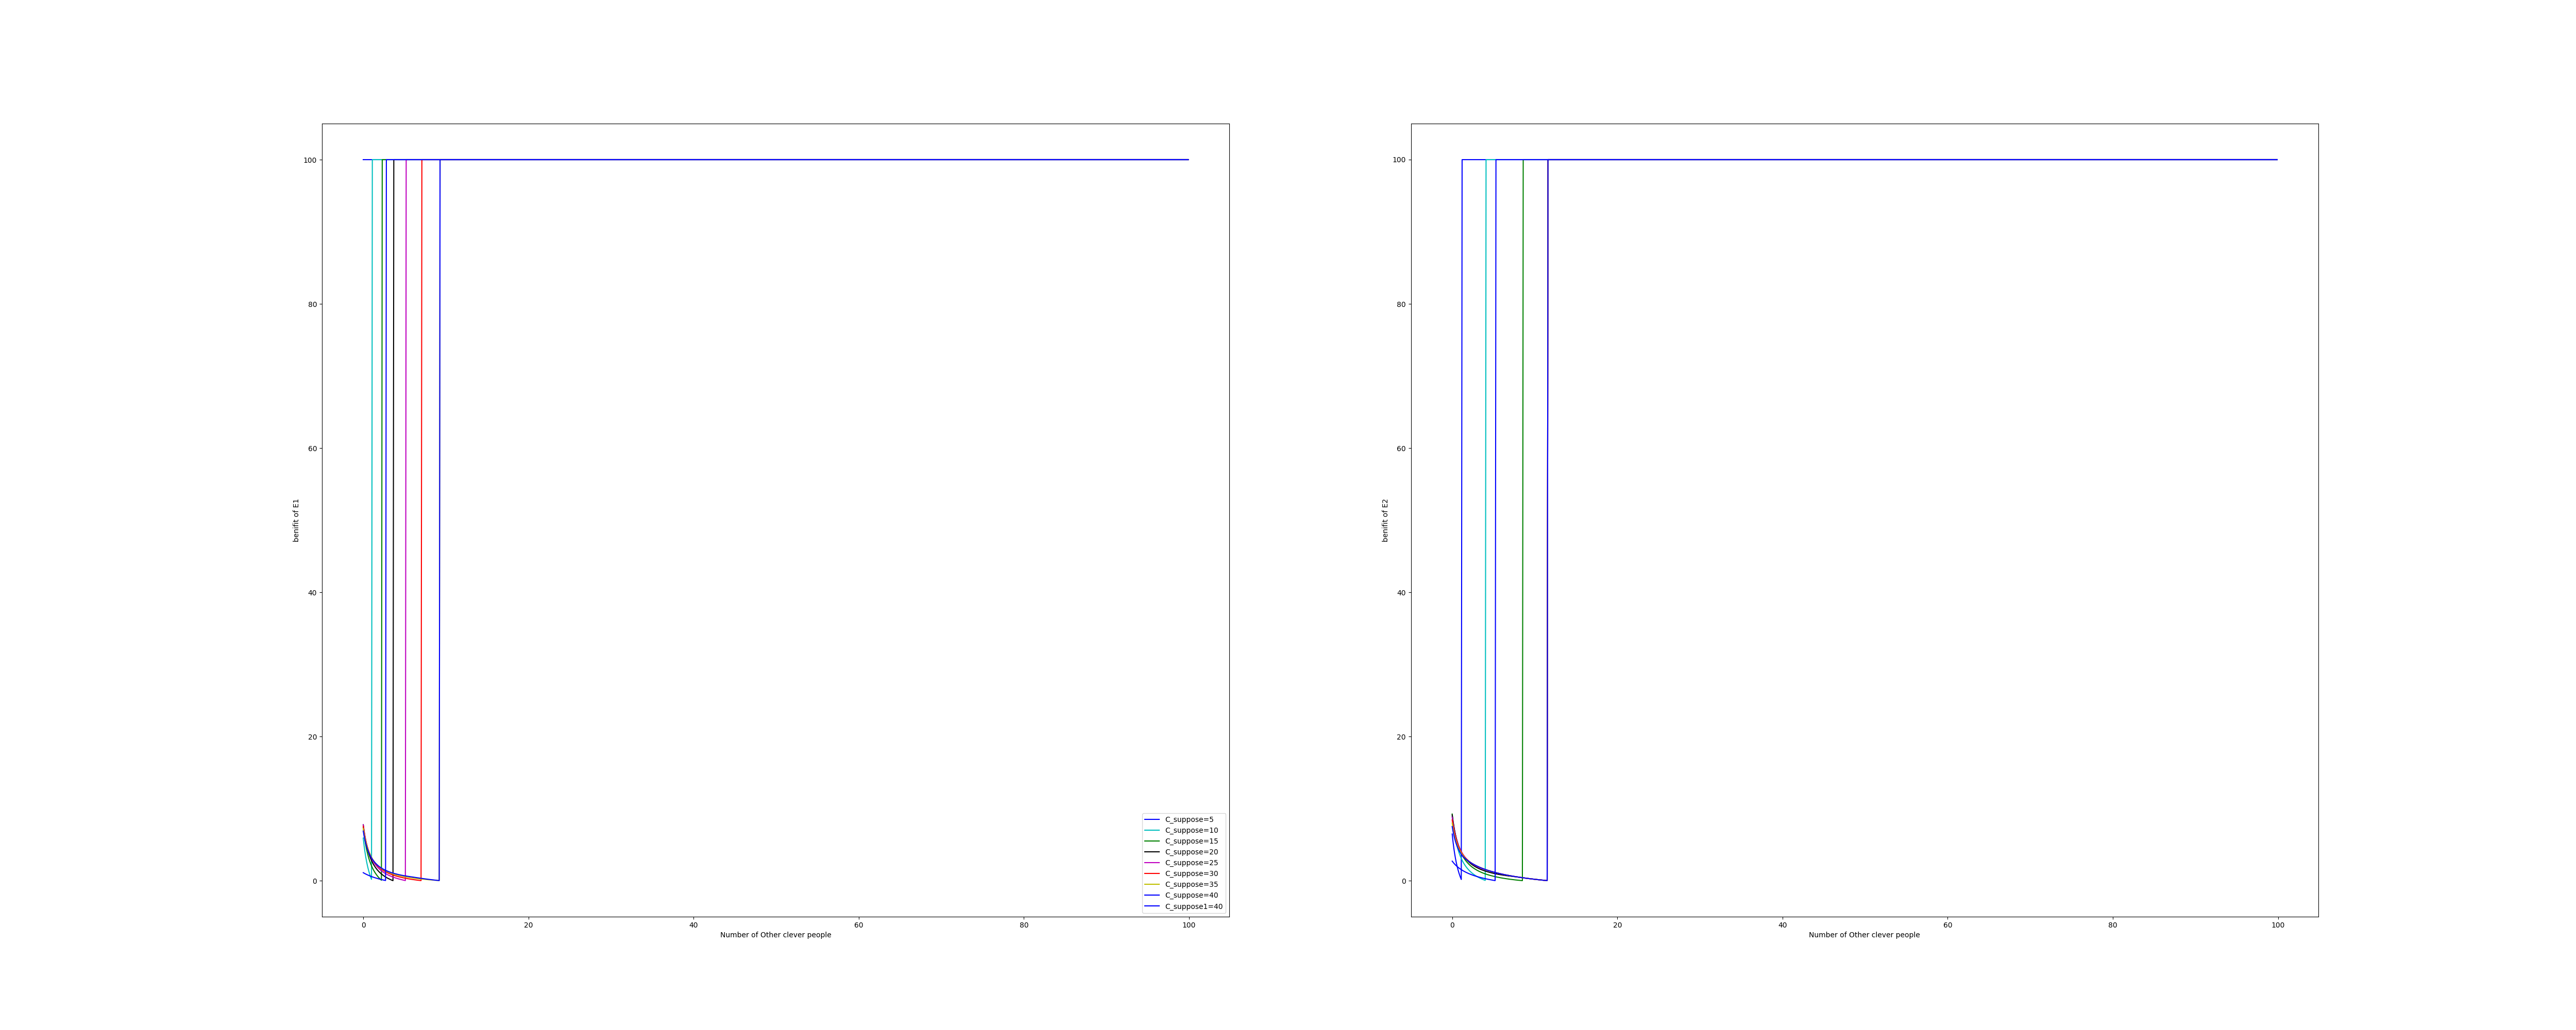 100
80
60
40
20
0
benifit of E1
0 20 40 60 80 100
Number of Other clever people
C_suppose=5
C_suppose=10
C_suppose=15
C_suppose=20
C_suppose=25
C_suppose=30
C_suppose=35
C_suppose=40
C_suppose1=40
100
80
60
40
20
0
benifit of E2
0 20 40 60 80 100
Number of Other clever people